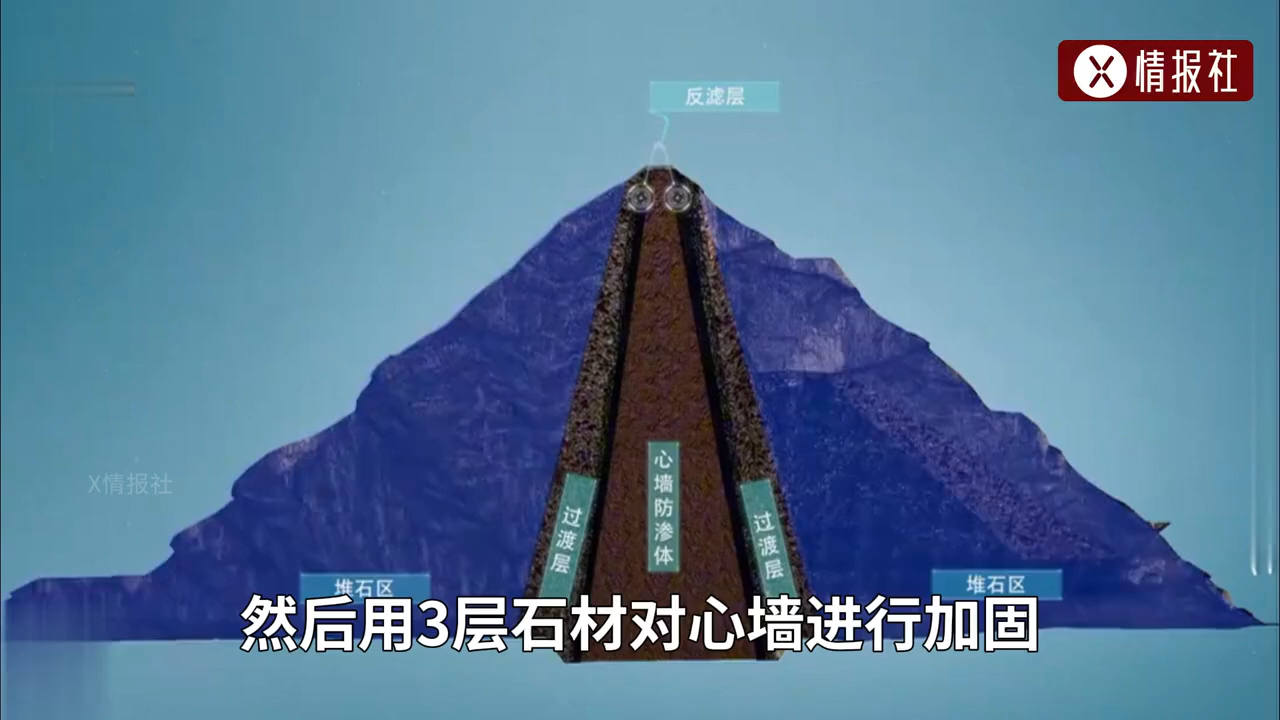 情报社
反滤层
心墙防渗体
X情报社
过渡层
过渡层
堆石区
堆石区
然后用3层石材对心墙进行加固